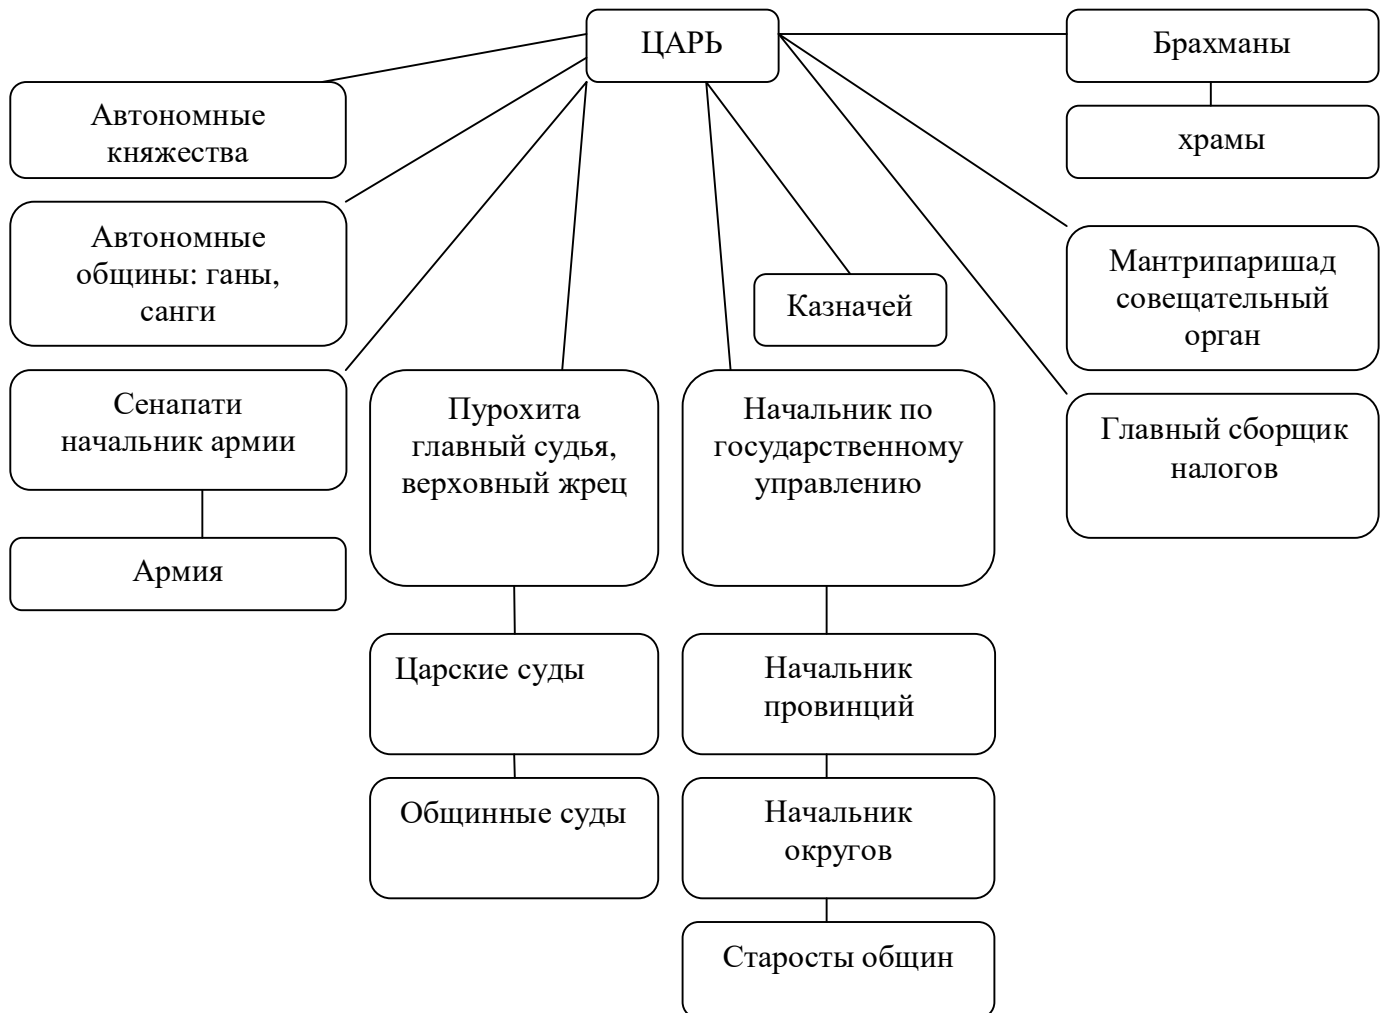 ЦАРЬ
Брахманы
Автономные
княжества
храмы
Автономные
общины: ганы,
санги
Мантрипаришад
совещательный
орган
Казначей
Сенапати
начальник армии
Пурохита
главный судья,
верховный жрец
Начальник по
государственному
управлению
Главный сборщик
налогов
Армия
Царские суды
Начальник
провинций
Общинные суды
Начальник
округов
Старосты общин